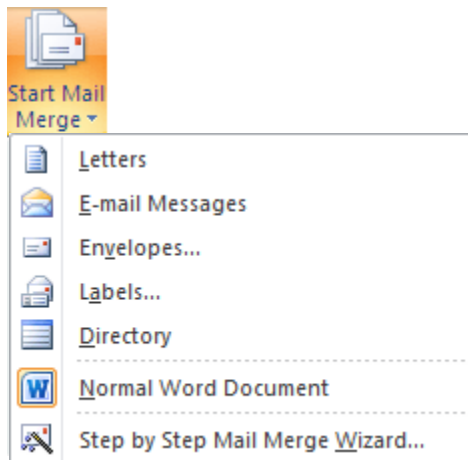 Start Mail
Merge
Letters
E-mail Messages
Envelopes...
Labels...
Directory
Normal Word Document
Step by Step Mail Merge Wizard...